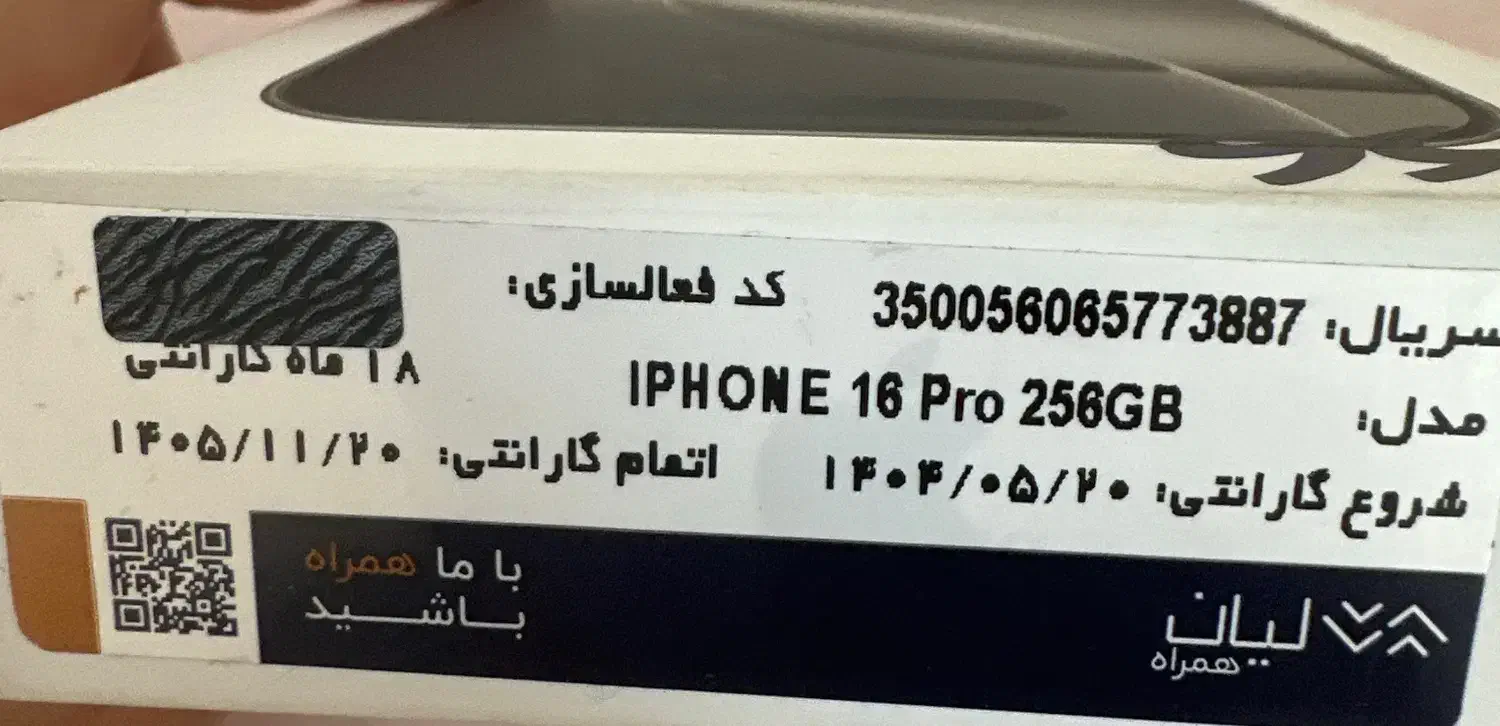 سریال: 350056065773887 کد فعالسازی:
مدل: IPHONE 16 Pro 256GB ۱۸ ماه گارانتی
شروع گارانتی: ۱۴۰۴/۰۵/۲۰ اتمام گارانتی: ۱۴۰۵/۱۱/۲۰
لیان همراه
با ما همراه
باشید